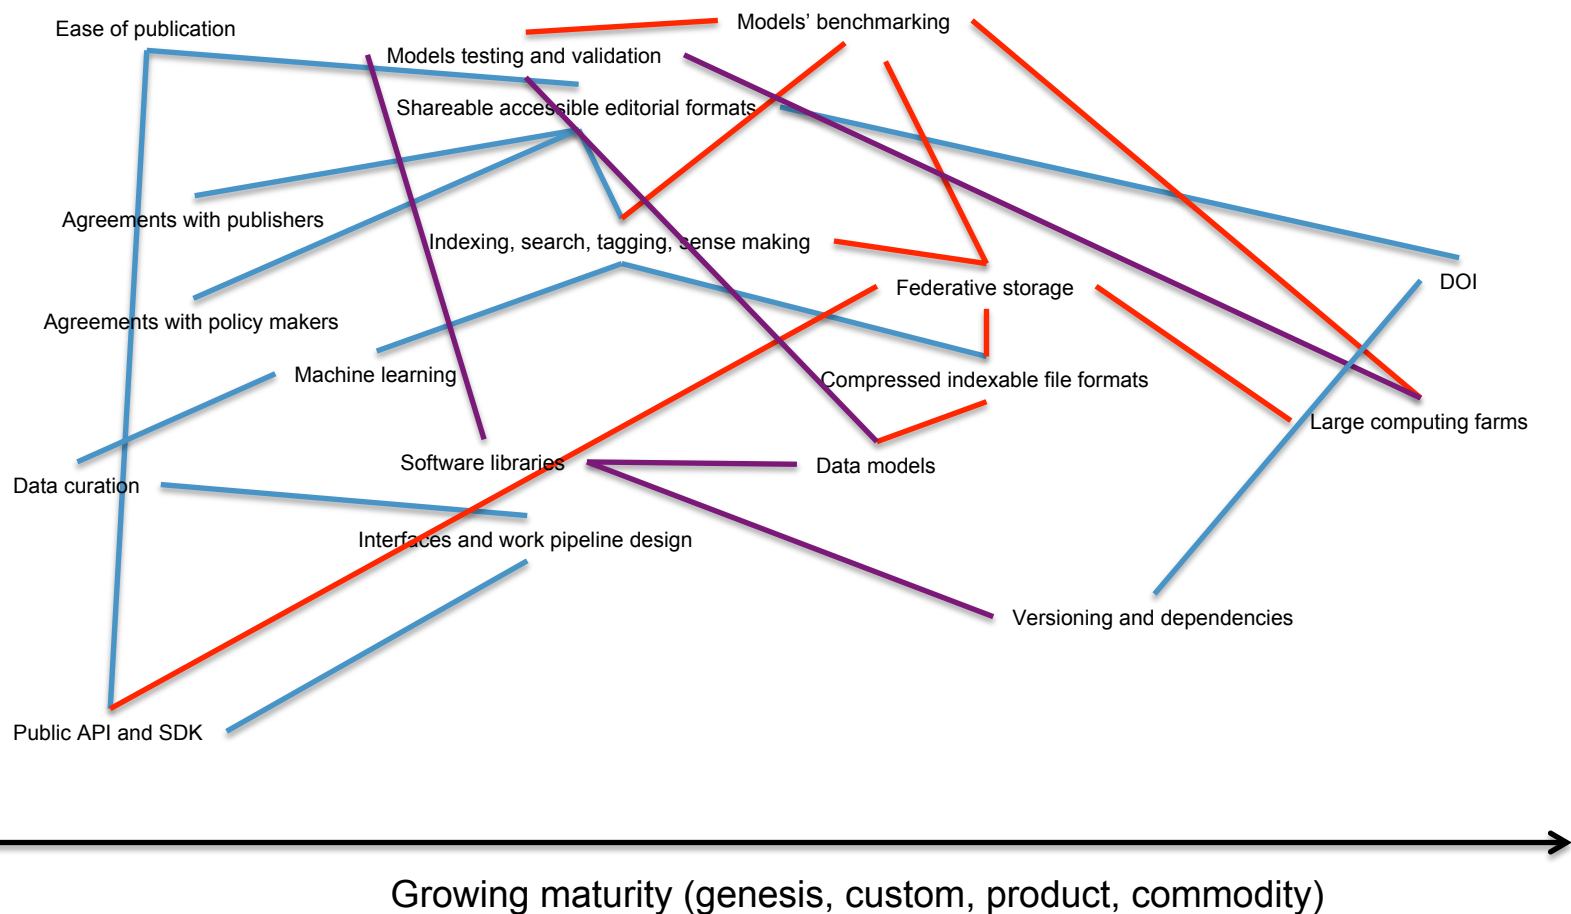 Models’ benchmarking
Ease of publication
Models testing and validation
Shareable accessible editorial formats
Agreements with publishers
Indexing, search, tagging, sense making
DOI
Federative storage
Agreements with policy makers
Machine learning
Compressed indexable file formats
Large computing farms
Software libraries
Data models
Data curation
Interfaces and work pipeline design
Versioning and dependencies
Public API and SDK
Growing maturity (genesis, custom, product, commodity)